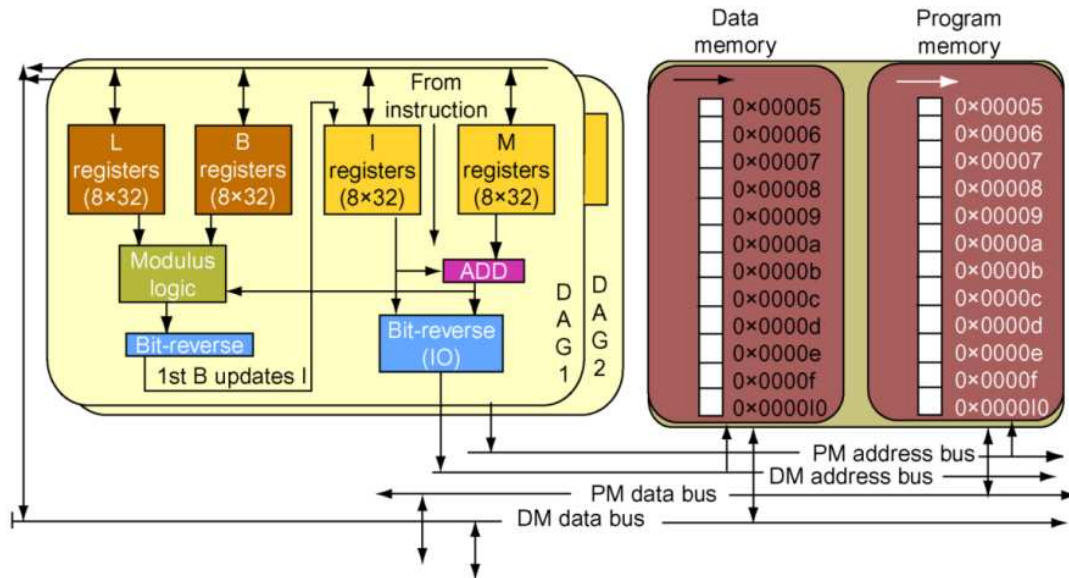 Data
memory
Program
memory
From
instruction
L
registers
(8×32)
B
registers
(8×32)
I
registers
(8×32)
M
registers
(8×32)
Modulus
logic
ADD
Bit-reverse
Bit-reverse
(IO)
1st B updates I
DAG1
DAG2
0×00005
0×00006
0×00007
0×00008
0×00009
0×0000a
0×0000b
0×0000c
0×0000d
0×0000e
0×0000f
0×0000I0
0×00005
0×00006
0×00007
0×00008
0×00009
0×0000a
0×0000b
0×0000c
0×0000d
0×0000e
0×0000f
0×0000I0
PM address bus
DM address bus
PM data bus
DM data bus